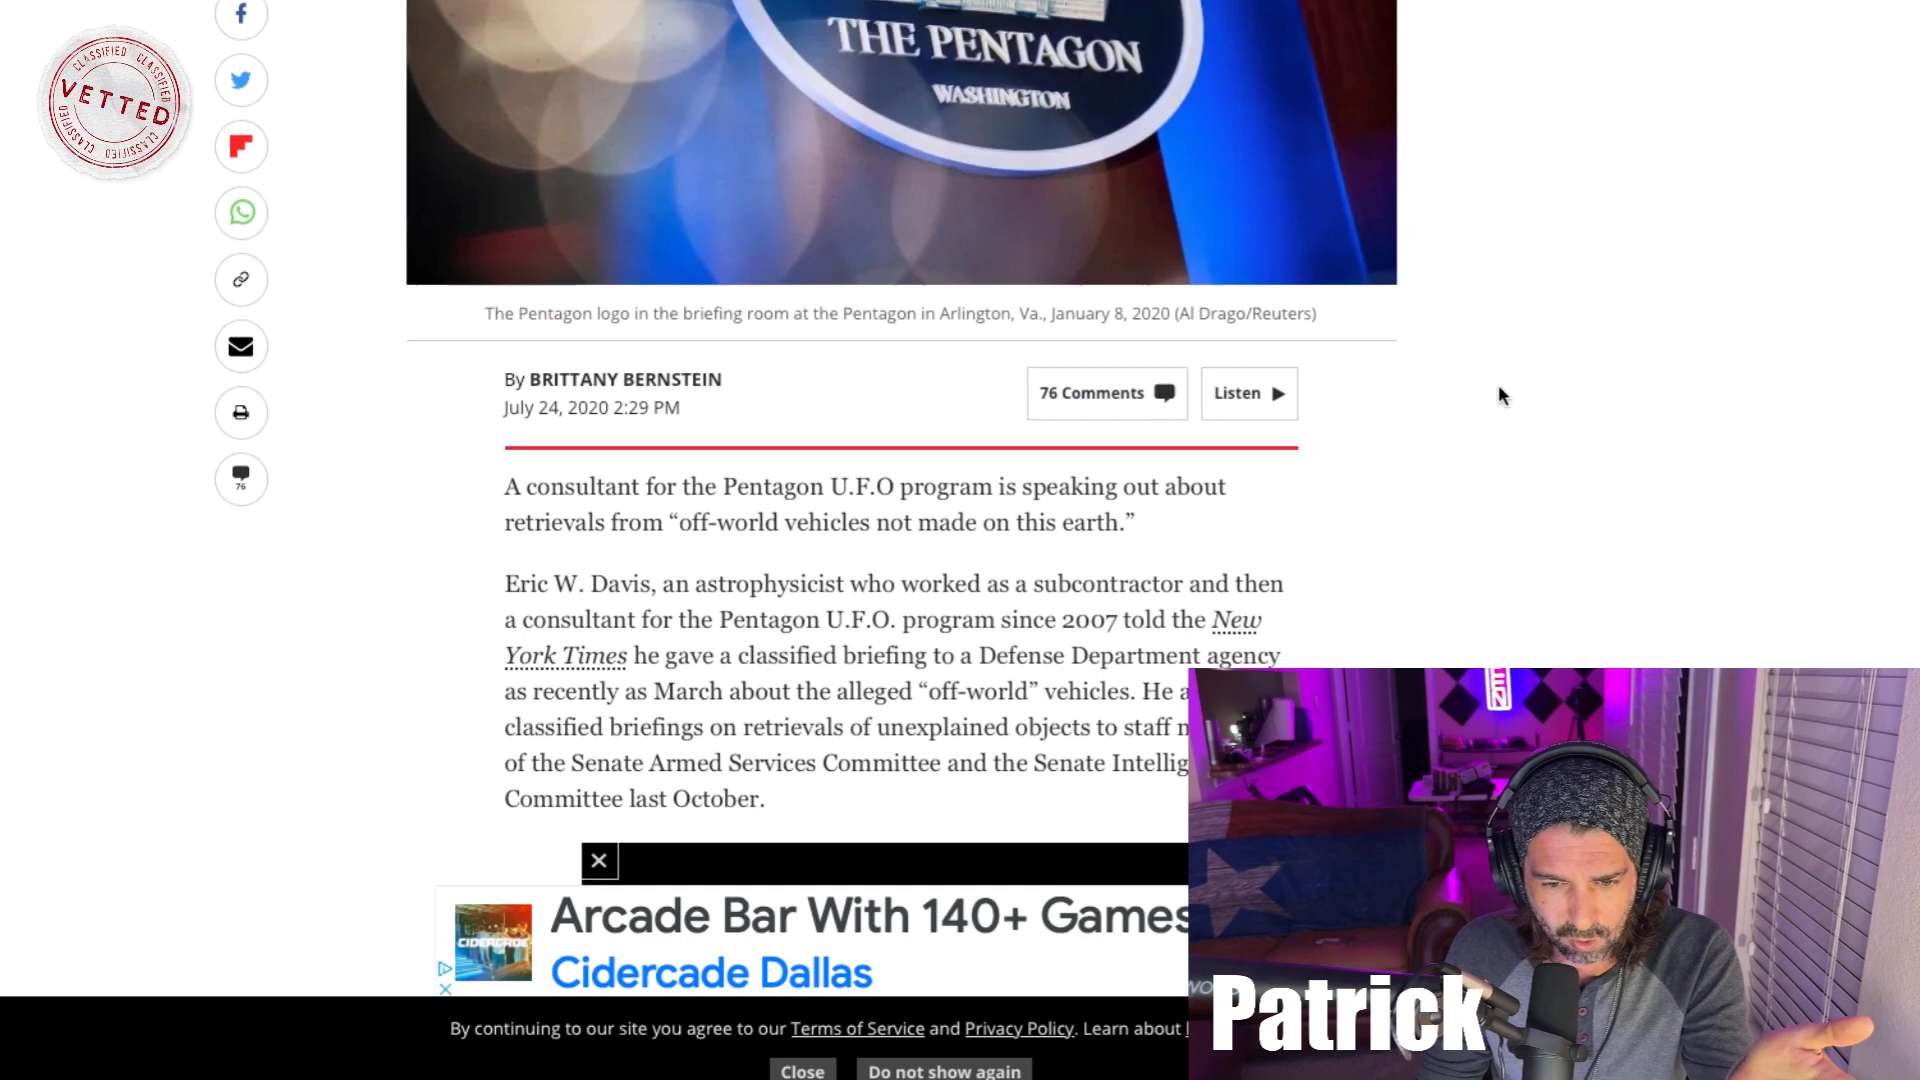 CLASSIFIED CLASSIFIED
VETTED
CLASSIFIED CLASSIFIED
THE PENTAGON
WASHINGTON
The Pentagon logo in the briefing room at the Pentagon in Arlington, Va., January 8, 2020 (Al Drago/Reuters)
By BRITTANY BERNSTEIN
July 24, 2020 2:29 PM
76 Comments
Listen
76
A consultant for the Pentagon U.F.O program is speaking out about
retrievals from “off-world vehicles not made on this earth.”
Eric W. Davis, an astrophysicist who worked as a subcontractor and then
a consultant for the Pentagon U.F.O. program since 2007 told the New
York Times he gave a classified briefing to a Defense Department agency
as recently as March about the alleged “off-world” vehicles. He
classified briefings on retrievals of unexplained objects to staff
of the Senate Armed Services Committee and the Senate
Committee last October.
Arcade Bar With 140+ Games
CIDERCADE
Cidercade Dallas
Patrick
By continuing to our site you agree to our Terms of Service and Privacy Policy. Learn about
Close
Do not show again